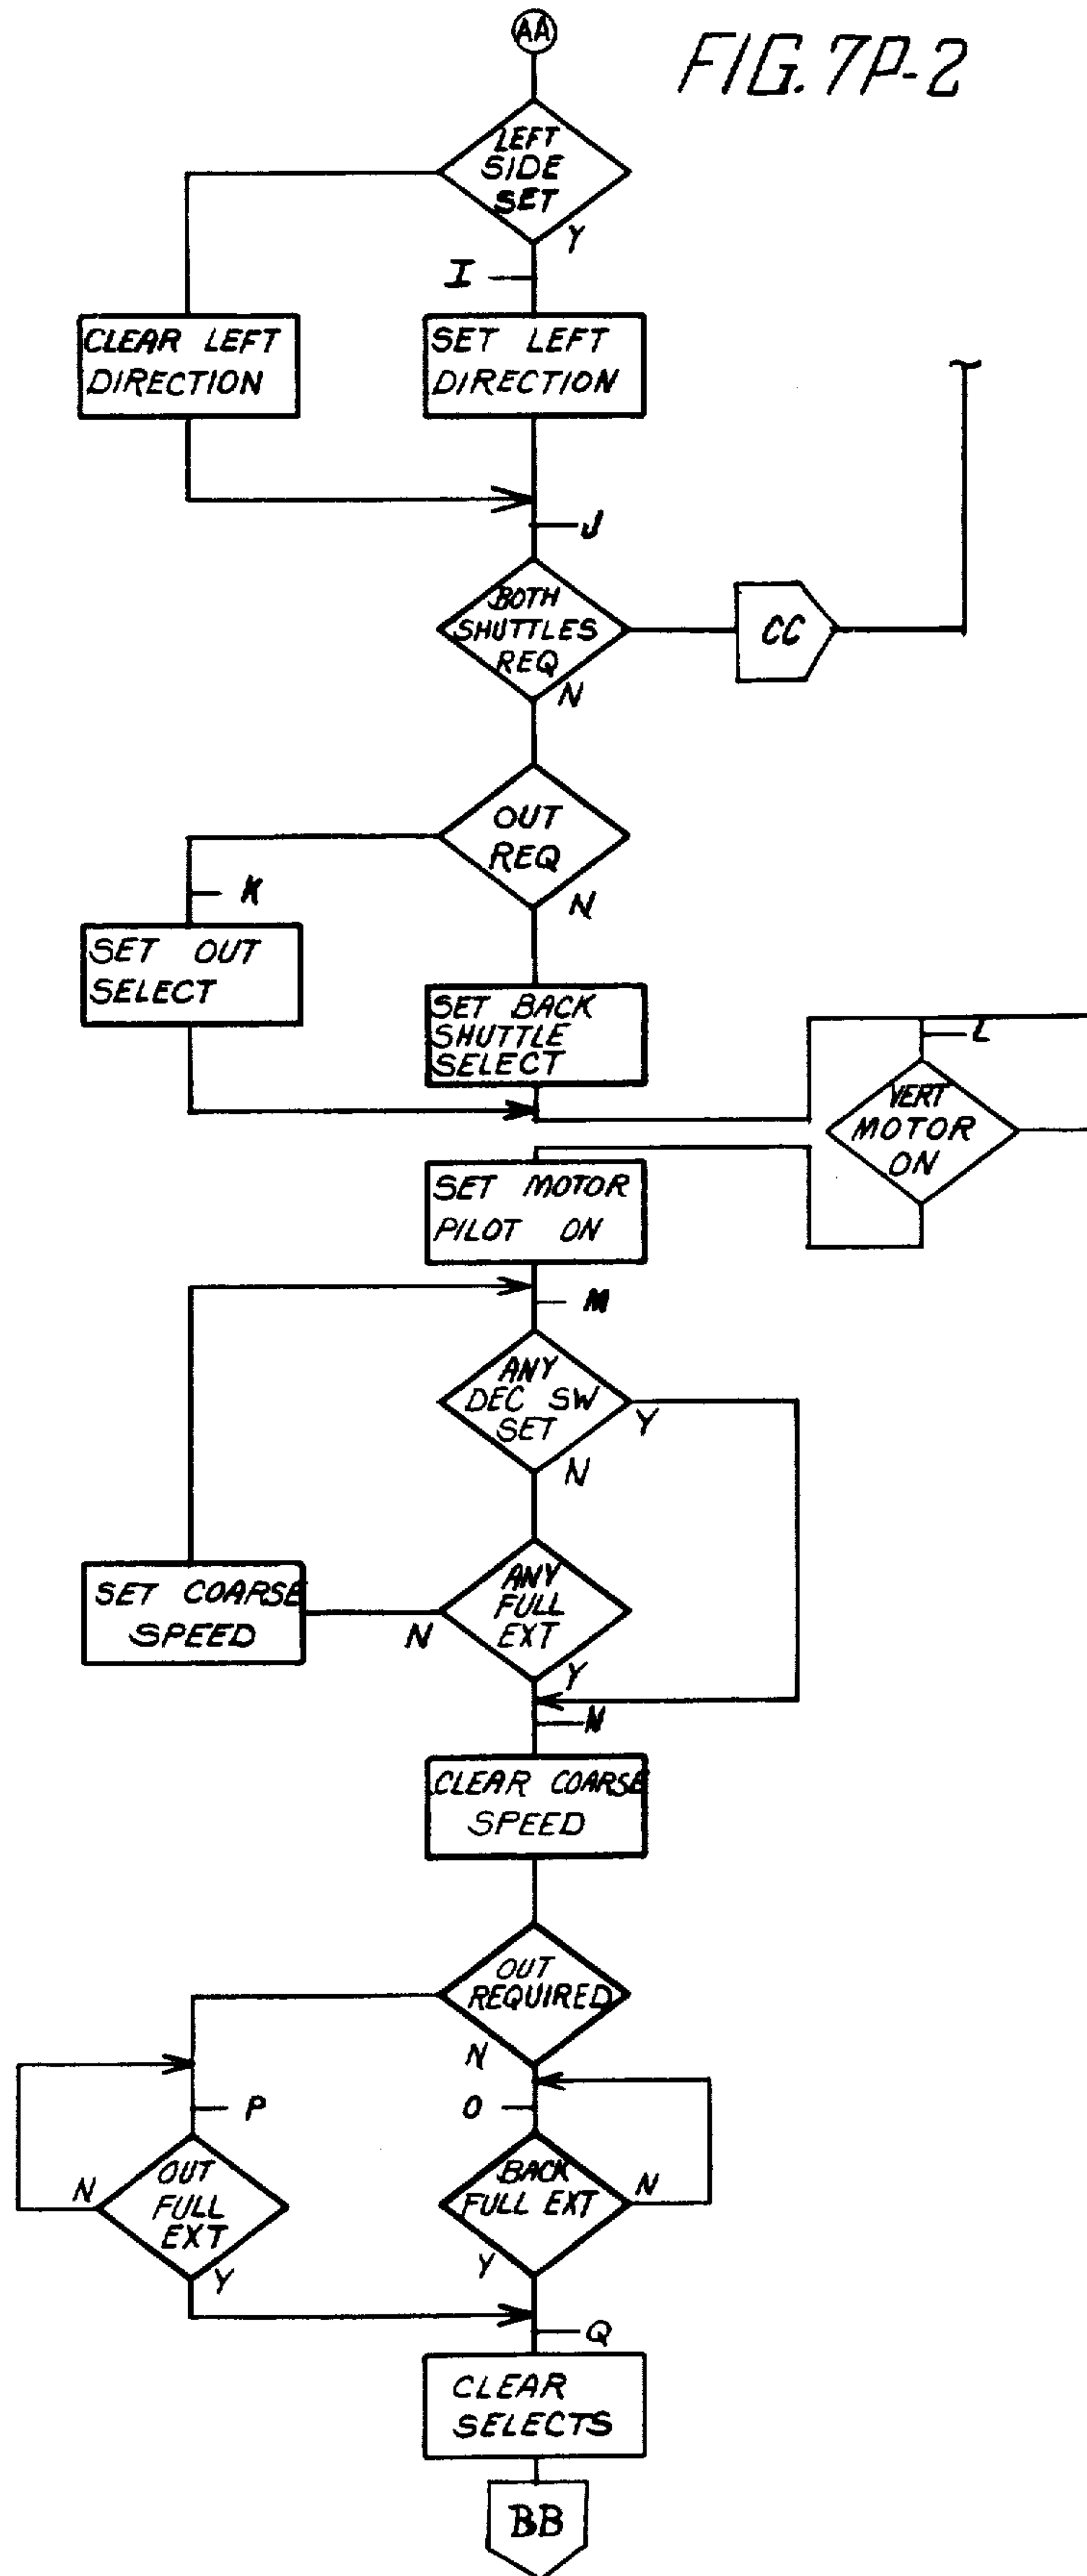 AA
FIG. 7P-2
LEFT
SIDE
SET
Y
I
CLEAR LEFT
DIRECTION
SET LEFT
DIRECTION
J
BOTH
SHUTTLES
REQ
N
CC
OUT
REQ
N
K
SET OUT
SELECT
SET BACK
SHUTTLE
SELECT
L
VERT
MOTOR
ON
SET MOTOR
PILOT ON
M
ANY
DEC SW
SET
Y
N
SET COARSE
SPEED
ANY
FULL
EXT
N
Y
N
CLEAR COARSE
SPEED
OUT
REQUIRED
N
P
O
OUT
FULL
EXT
N
Y
BACK
FULL EXT
N
Y
Q
CLEAR
SELECTS
BB